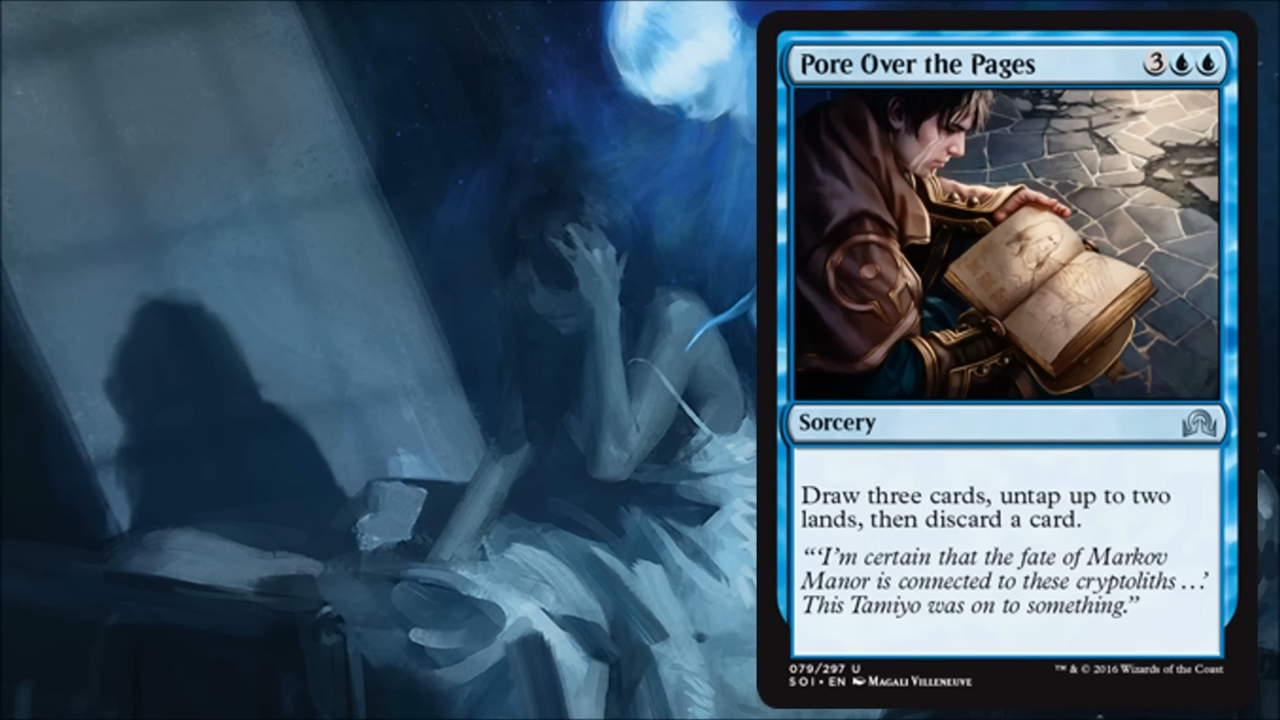 Pore Over the Pages 3
Sorcery
Draw three cards, untap up to two
lands, then discard a card.
“‘I’m certain that the fate of Markov
Manor is connected to these cryptoliths . . .’
This Tamiyo was on to something.”
079/297 U
SOI • EN Magali Villeneuve
™ & © 2016 Wizards of the Coast